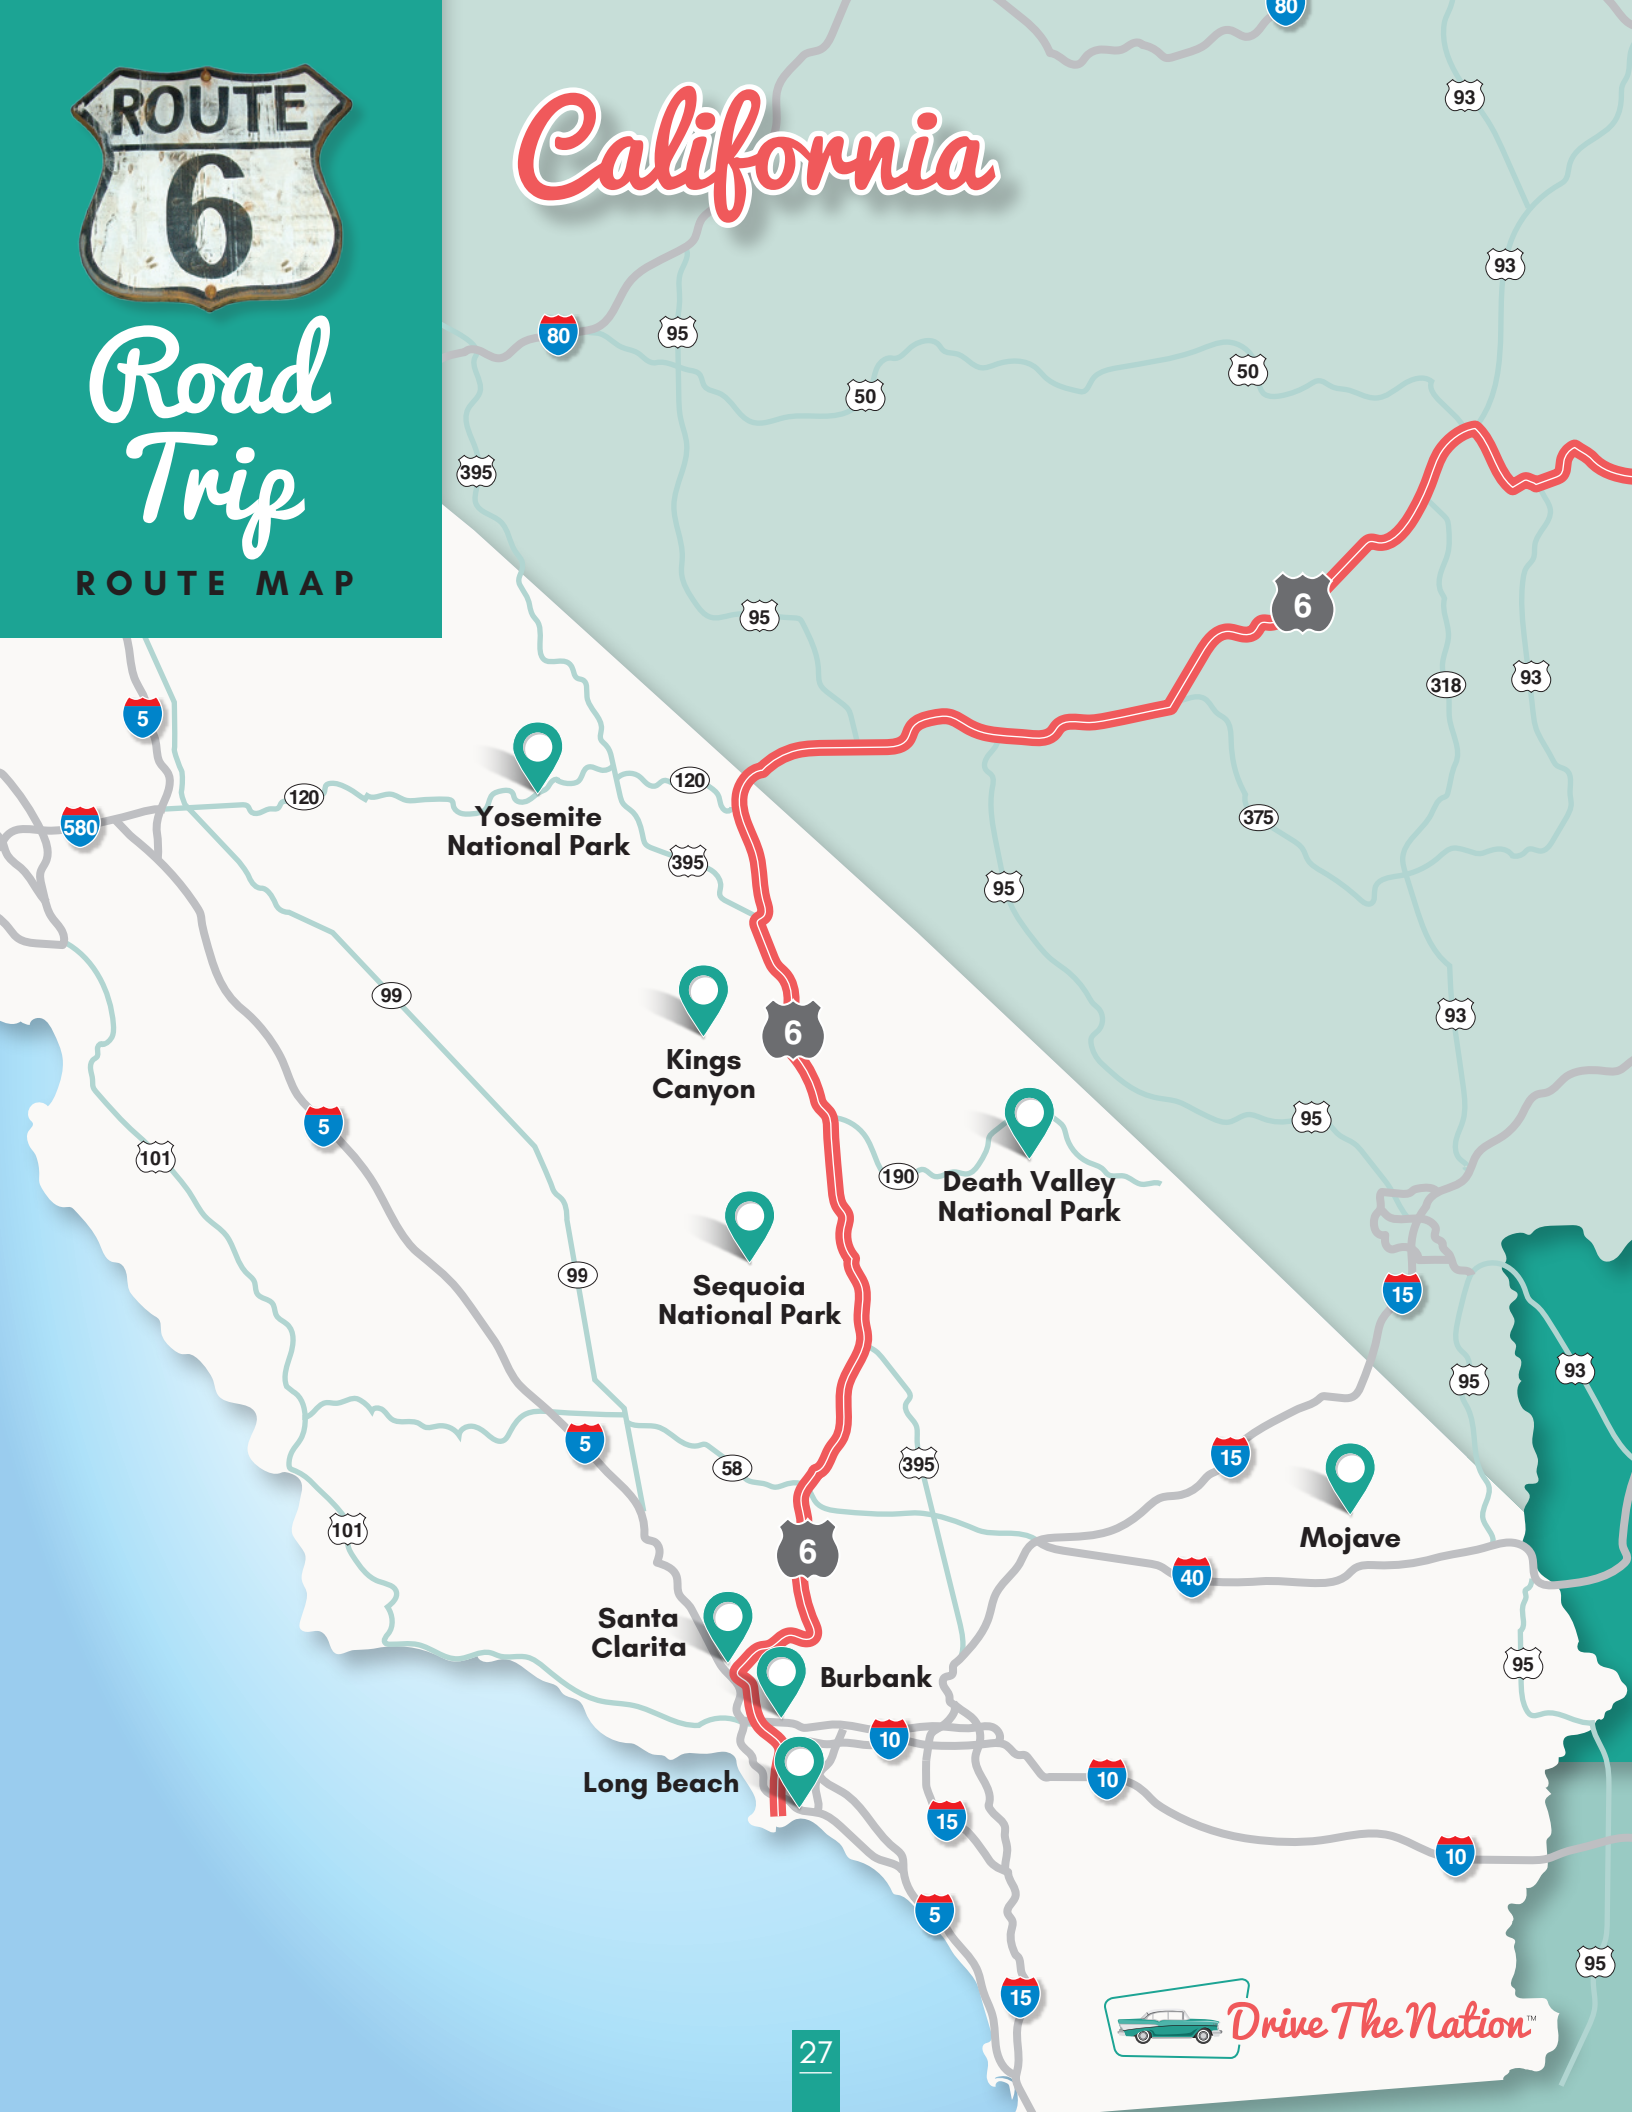 ROUTE
6
Road
Trip
ROUTE MAP
California
80
93
93
80
95
50
50
395
6
95
318
93
5
120
120
580
Yosemite
National Park
395
375
95
99
Kings
Canyon
6
93
5
101
95
190
Death Valley
National Park
99
Sequoia
National Park
15
95
93
5
58
395
15
101
Mojave
6
40
Santa
Clarita
Burbank
95
10
Long Beach
10
15
10
5
95
15
Drive The Nation™
27